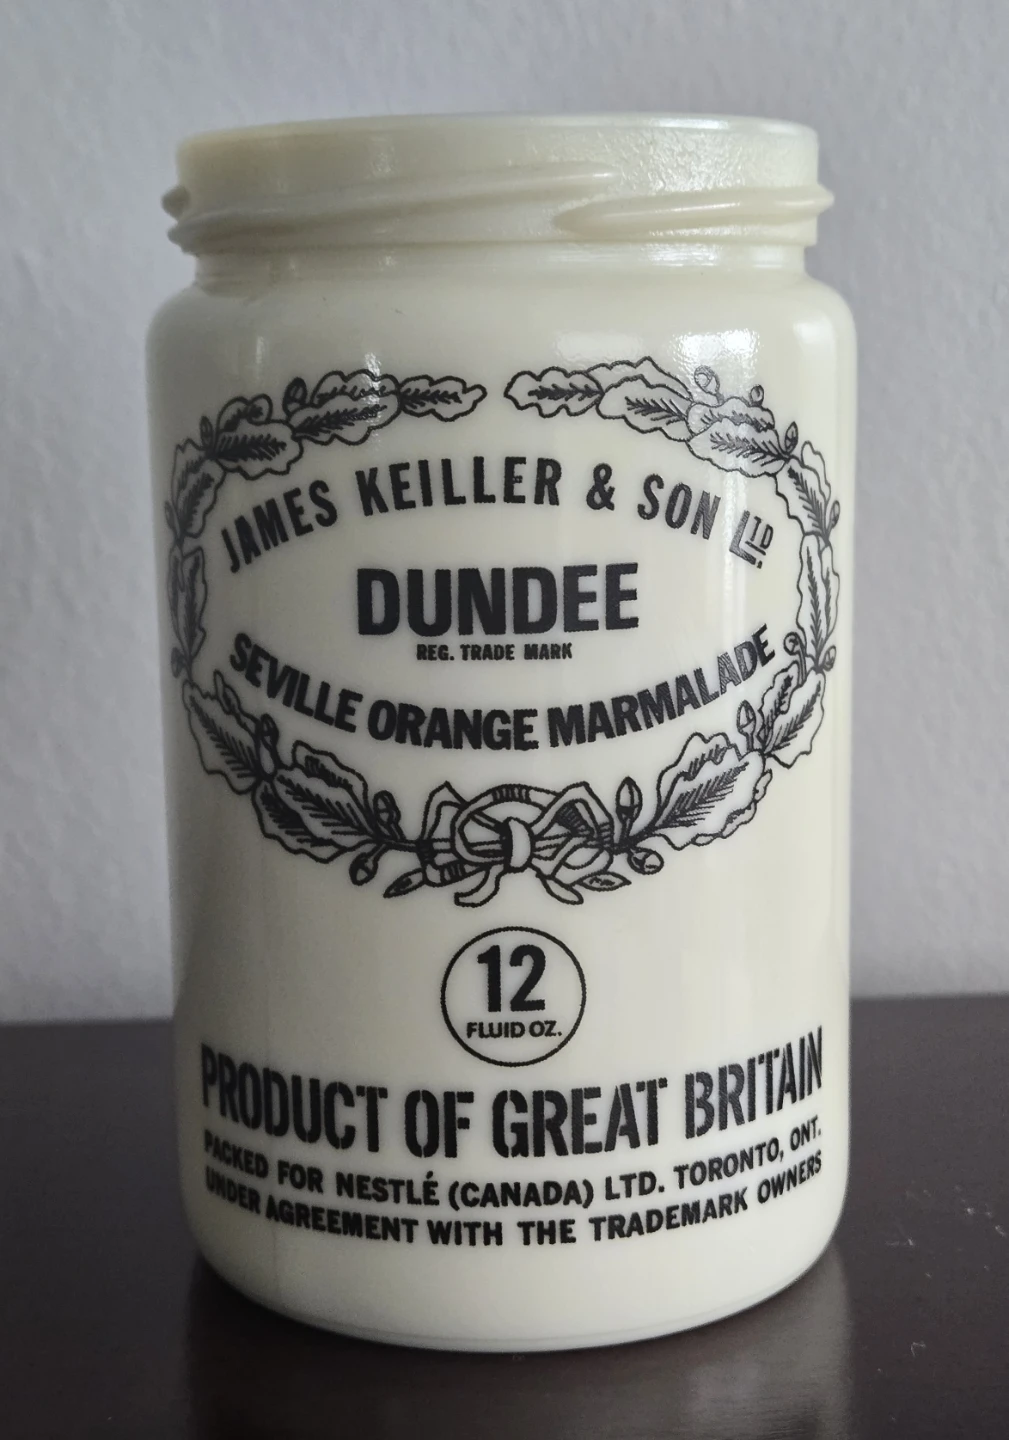 JAMES KEILLER & SON LTD.
DUNDEE
REG. TRADE MARK
SEVILLE ORANGE MARMALADE
12
FLUID OZ.
PRODUCT OF GREAT BRITAIN
PACKED FOR NESTLÉ (CANADA) LTD. TORONTO, ONT.
UNDER AGREEMENT WITH THE TRADEMARK OWNERS